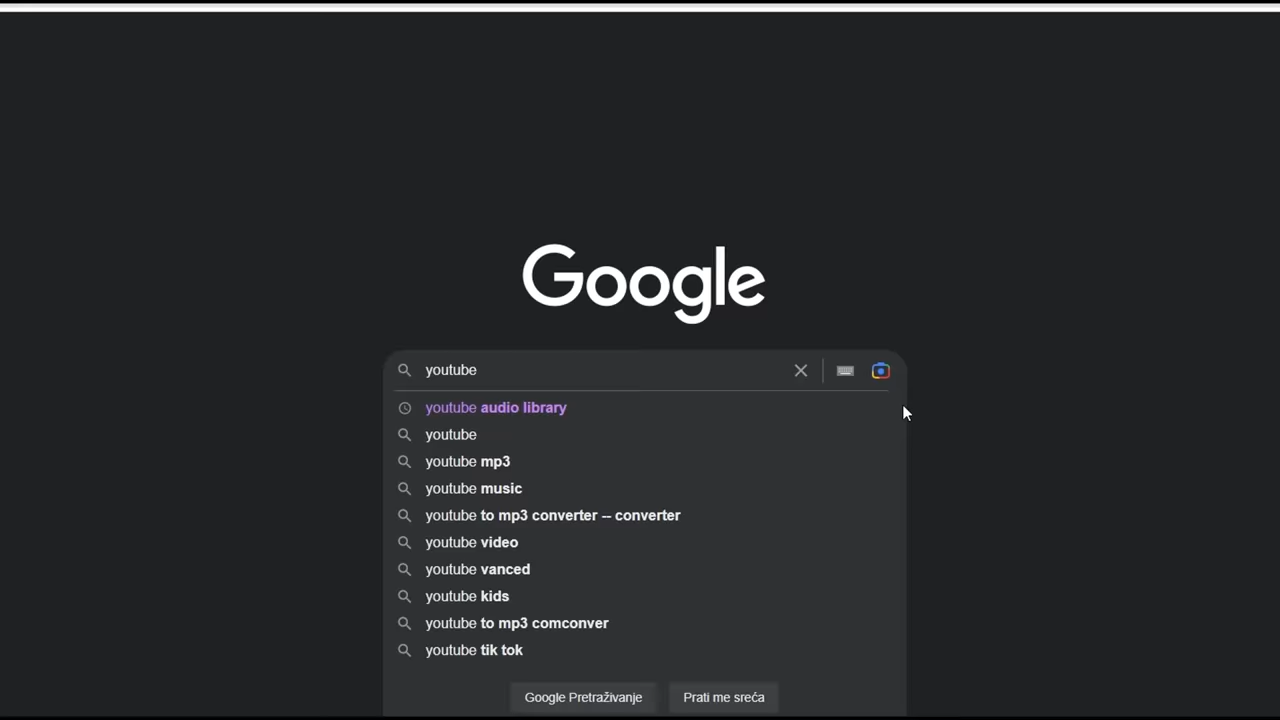 Google
youtube
youtube audio library
youtube
youtube mp3
youtube music
youtube to mp3 converter -- converter
youtube video
youtube vanced
youtube kids
youtube to mp3 comconver
youtube tik tok
Google Pretraživanje
Prati me sreća